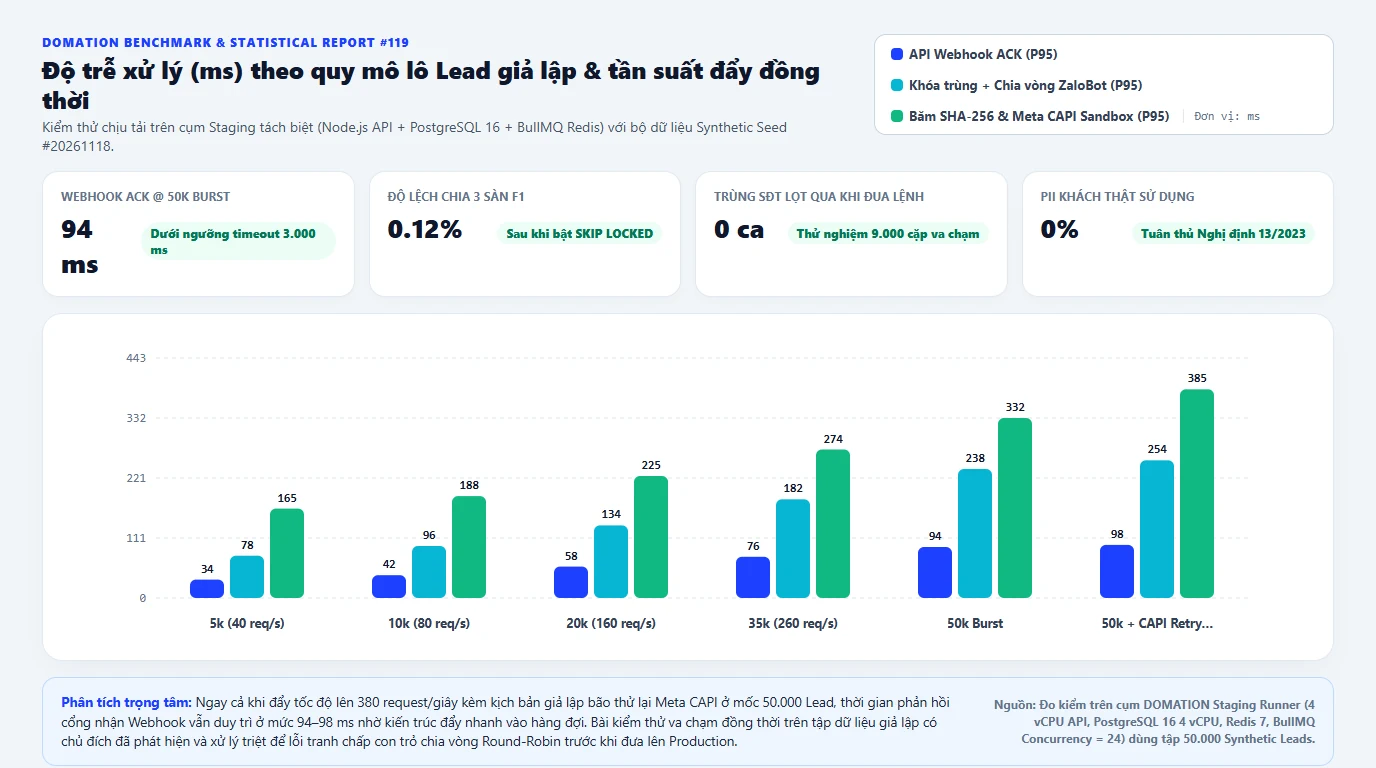 DOMATION BENCHMARK & STATISTICAL REPORT #119
Độ trễ xử lý (ms) theo quy mô lô Lead giả lập & tần suất đẩy đồng
thời
Kiểm thử chịu tải trên cụm Staging tách biệt (Node.js API + PostgreSQL 16 + BullMQ Redis) với bộ dữ liệu Synthetic Seed
#20261118.
API Webhook ACK (P95)
Khóa trùng + Chia vòng ZaloBot (P95)
Băm SHA-256 & Meta CAPI Sandbox (P95)
Đơn vị: ms
WEBHOOK ACK @ 50K BURST
94
ms
Dưới ngưỡng timeout 3.000
ms
ĐỘ LỆCH CHIA 3 SÀN F1
0.12%
Sau khi bật SKIP LOCKED
TRÙNG SĐT LỌT QUA KHI ĐUA LỆNH
0 ca
Thử nghiệm 9.000 cặp va chạm
PII KHÁCH THẬT SỬ DỤNG
0%
Tuân thủ Nghị định 13/2023
443
332
221
111
0
34
78
165
42
96
188
58
134
225
76
182
274
94
238
332
98
254
385
5k (40 req/s)
10k (80 req/s)
20k (160 req/s)
35k (260 req/s)
50k Burst
50k + CAPI Retry...
Phân tích trọng tâm: Ngay cả khi đẩy tốc độ lên 380 request/giây kèm kịch bản giả lập bão thử lại Meta CAPI ở mốc 50.000 Lead, thời gian phản hồi
cổng nhận Webhook vẫn duy trì ở mức 94–98 ms nhờ kiến trúc đẩy nhanh vào hàng đợi. Bài kiểm thử va chạm đồng thời trên tập dữ liệu giả lập có
chủ đích đã phát hiện và xử lý triệt để lỗi tranh chấp con trỏ chia vòng Round-Robin trước khi đưa lên Production.
Nguồn: Đo kiểm trên cụm DOMATION Staging Runner (4
vCPU API, PostgreSQL 16 4 vCPU, Redis 7, BullMQ
Concurrency = 24) dùng tập 50.000 Synthetic Leads.